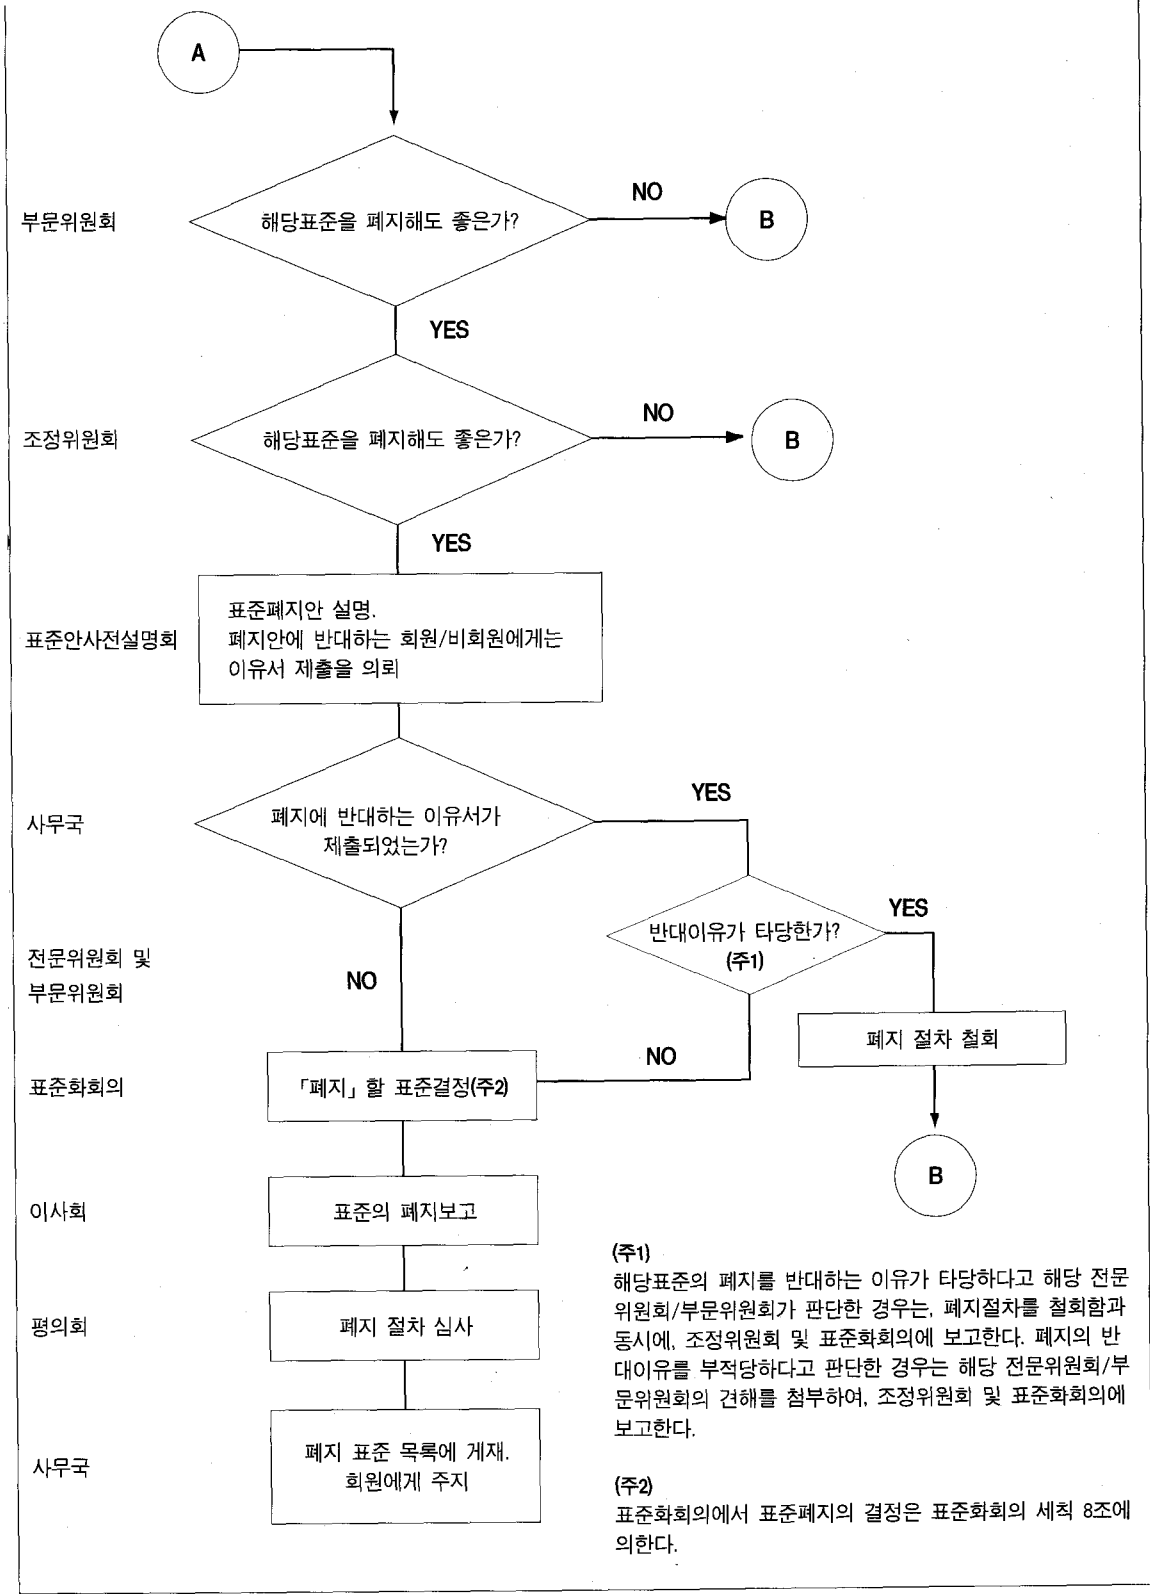 A
부문위원회
해당표준을 폐지해도 좋은가?
NO
B
YES
조정위원회
해당표준을 폐지해도 좋은가?
NO
B
YES
표준안사전설명회
표준폐지안 설명.
폐지안에 반대하는 회원/비회원에게는
이유서 제출을 의뢰
사무국
폐지에 반대하는 이유서가
제출되었는가?
YES
전문위원회 및
부문위원회
NO
반대이유가 타당한가?
(주1)
YES
폐지 절차 철회
NO
B
표준화회의
「폐지」할 표준결정(주2)
이사회
표준의 폐지보고
평의회
폐지 절차 심사
사무국
폐지 표준 목록에 게재.
회원에게 주지
(주1)
해당표준의 폐지를 반대하는 이유가 타당하다고 해당 전문
위원회/부문위원회가 판단한 경우는, 폐지절차를 철회함과
동시에, 조정위원회 및 표준화회의에 보고한다. 폐지의 반
대이유를 부적당하다고 판단한 경우는 해당 전문위원회/부
문위원회의 견해를 첨부하여, 조정위원회 및 표준화회의에
보고한다.
(주2)
표준화회의에서 표준폐지의 결정은 표준화회의 세칙 8조에
의한다.